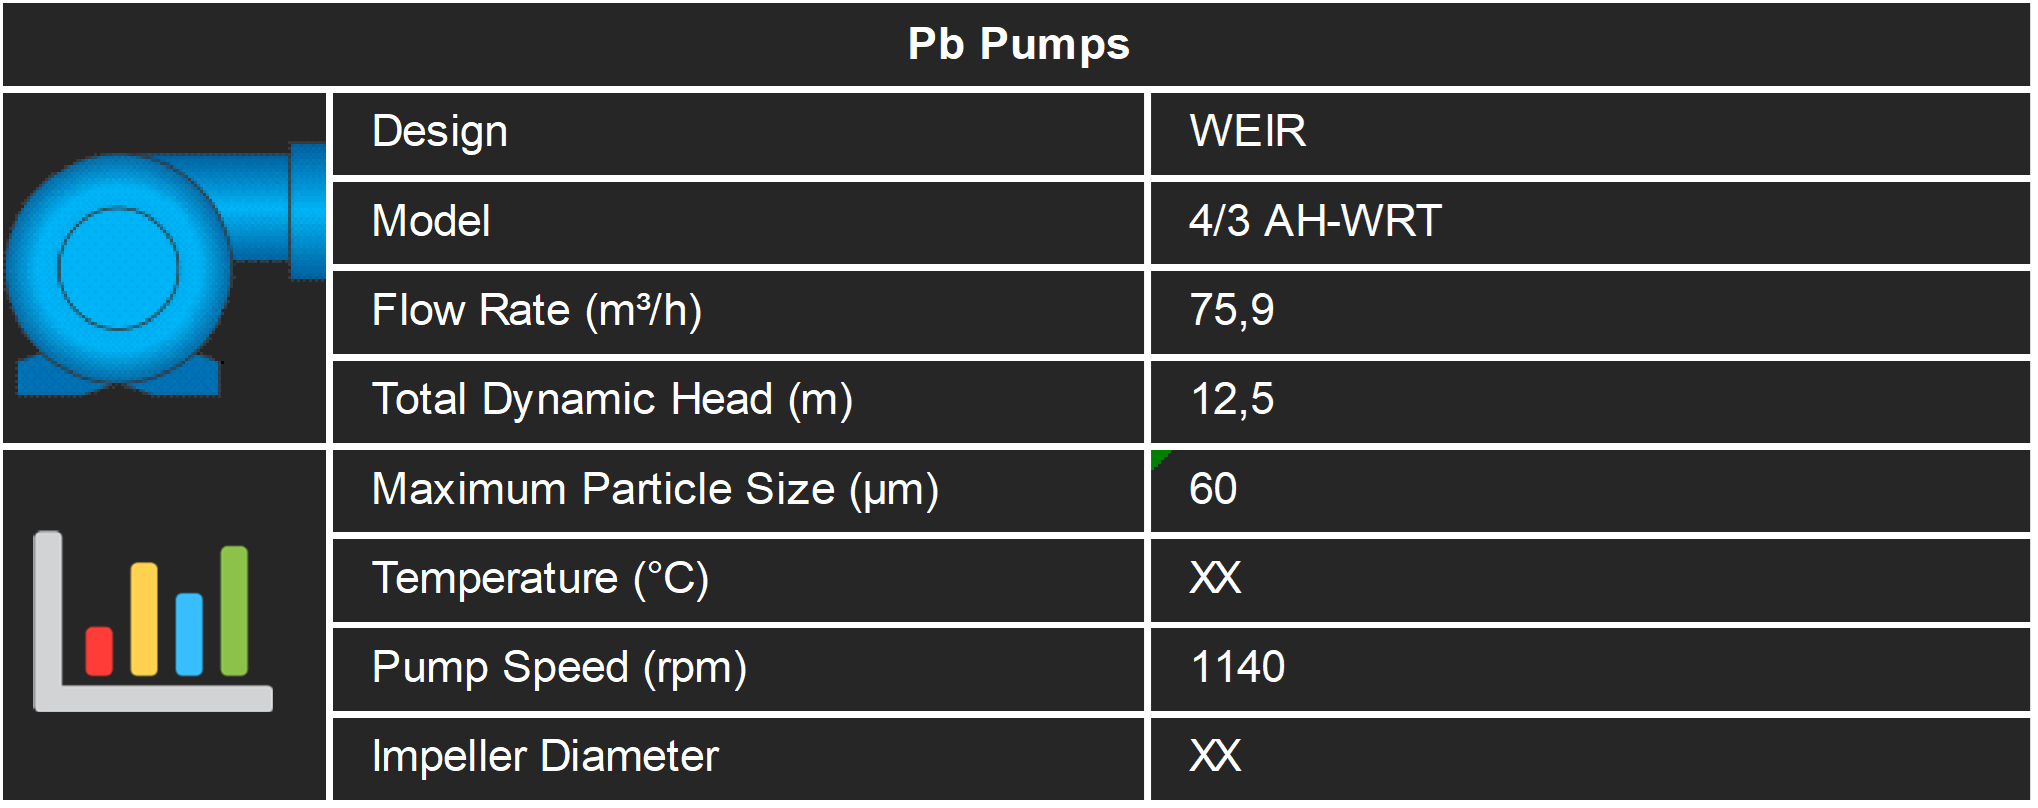 Pb Pumps
Design WEIR
Model 4/3 AH-WRT
Flow Rate (m³/h) 75,9
Total Dynamic Head (m) 12,5
Maximum Particle Size (µm) 60
Temperature (°C) XX
Pump Speed (rpm) 1140
Impeller Diameter XX